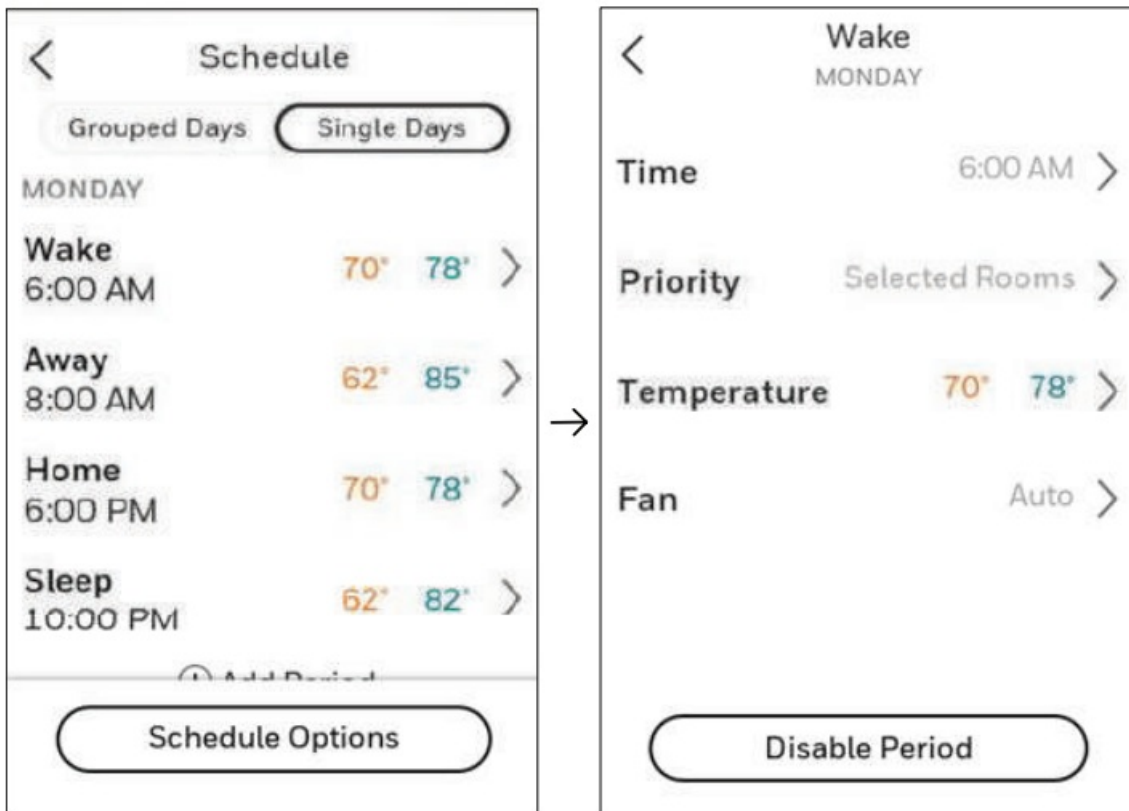 Schedule
Grouped Days Single Days
MONDAY
Wake
6:00 AM 70° 78°
Away
8:00 AM 62° 85°
Home
6:00 PM 70° 78°
Sleep
10:00 PM 62° 82°
Add Period
Schedule Options
Wake
MONDAY
Time 6:00 AM
Priority Selected Rooms
Temperature 70° 78°
Fan Auto
Disable Period